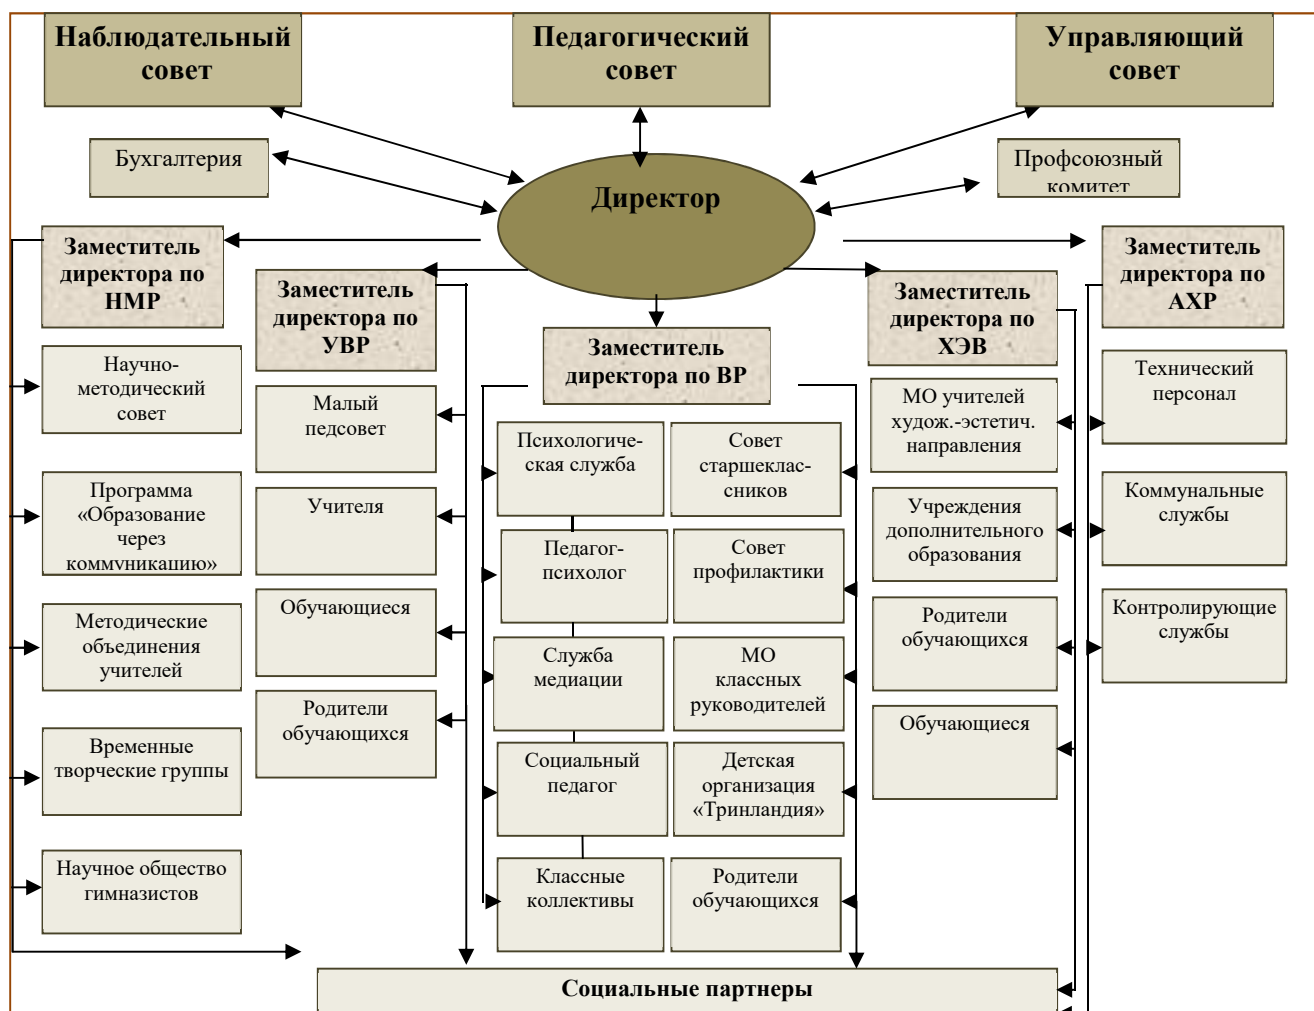 Наблюдательный
совет
Педагогический
совет
Управляющий
совет
Бухгалтерия
Директор
Профсоюзный
комитет
Заместитель
директора по
НМР
Заместитель
директора по
УВР
Заместитель
директора по ВР
Заместитель
директора по
ХЭВ
Заместитель
директора по
АХР
Научно-
методический
совет
Программа
«Образование
через
коммуникацию»
Методические
объединения
учителей
Временные
творческие группы
Научное общество
гимназистов
Малый
педсовет
Учителя
Обучающиеся
Родители
обучающихся
Психологиче-
ская служба
Педагог-
психолог
Служба
медиации
Социальный
педагог
Классные
коллективы
Совет
старшеклас-
сников
Совет
профилактики
МО
классных
руководителей
Детская
организация
«Тринландия»
Родители
обучающихся
МО учителей
худож.-эстетич.
направления
Учреждения
дополнительного
образования
Родители
обучающихся
Обучающиеся
Технический
персонал
Коммунальные
службы
Контролирующие
службы
Социальные партнеры